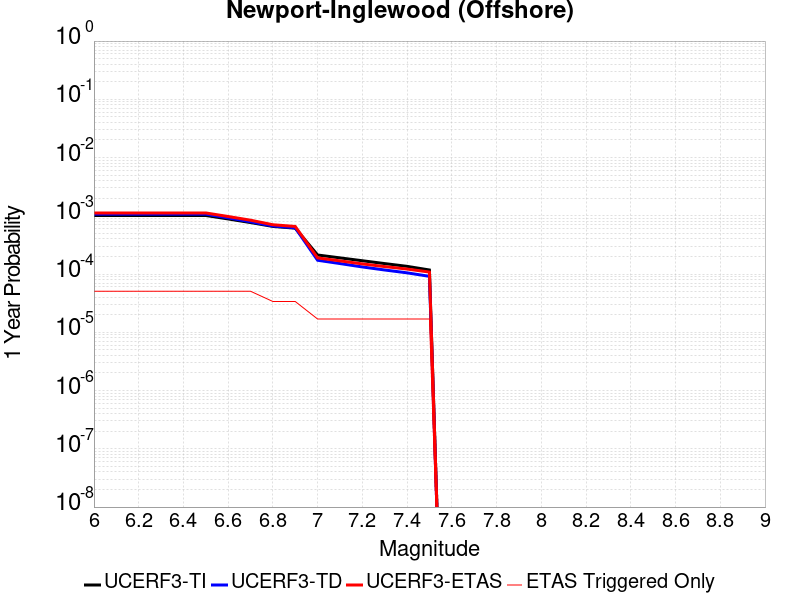 Newport-Inglewood (Offshore)
10^0
10^-1
10^-2
10^-3
10^-4
10^-5
10^-6
10^-7
10^-8
1 Year Probability
6 6.2 6.4 6.6 6.8 7 7.2 7.4 7.6 7.8 8 8.2 8.4 8.6 8.8 9
Magnitude
UCERF3-TI UCERF3-TD UCERF3-ETAS ETAS Triggered Only